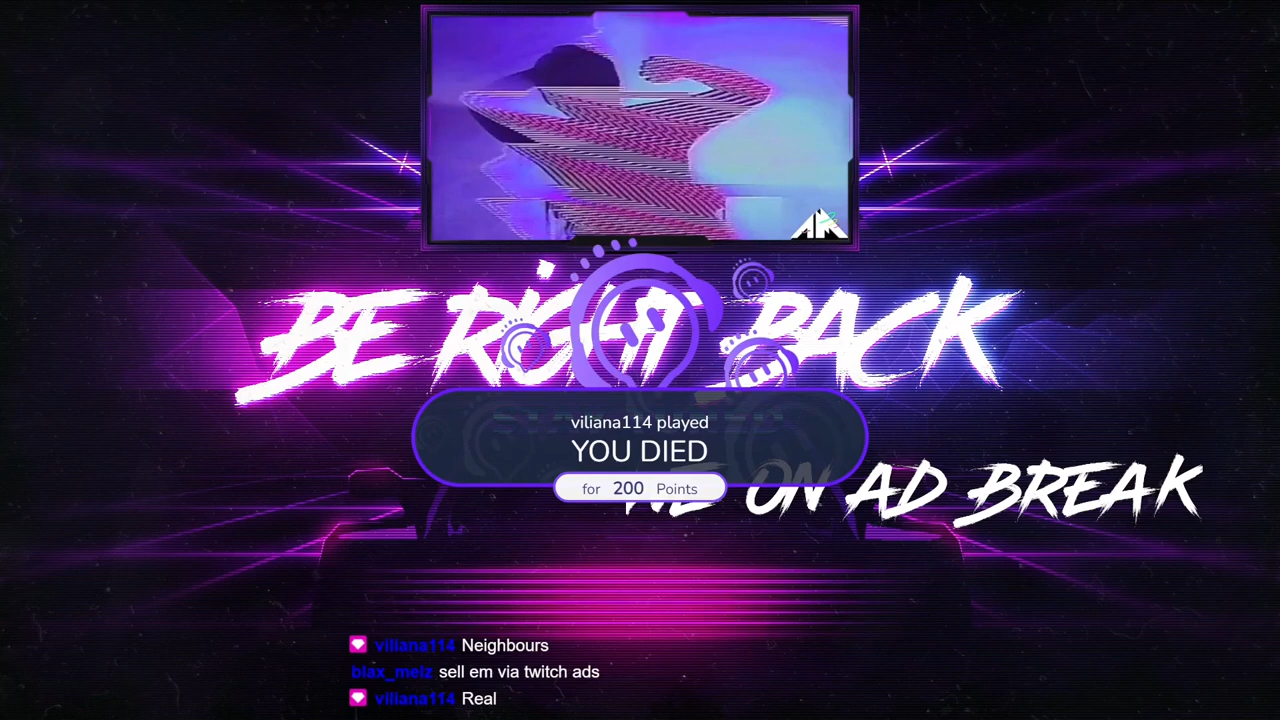 BE RIGHT BACK
viliana114 played
YOU DIED
for 200 Points
WE ON AD BREAK
viliana114 Neighbours
blax_melz sell em via twitch ads
viliana114 Real